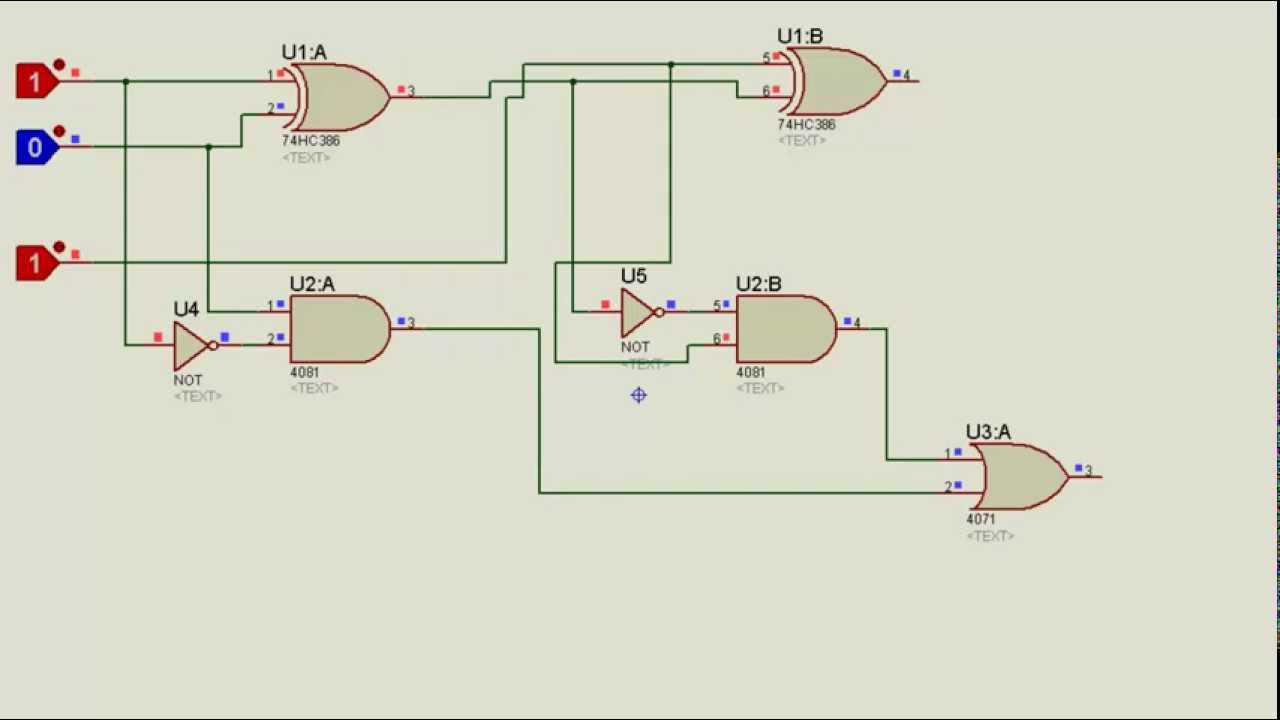 U1:A
1
1
3
2
74HC386
<TEXT>
U1:B
5
4
6
74HC386
<TEXT>
0
1
U4
NOT
<TEXT>
U2:A
1
3
2
4081
<TEXT>
U5
NOT
<TEXT>
U2:B
5
4
6
4081
<TEXT>
U3:A
1
3
2
4071
<TEXT>